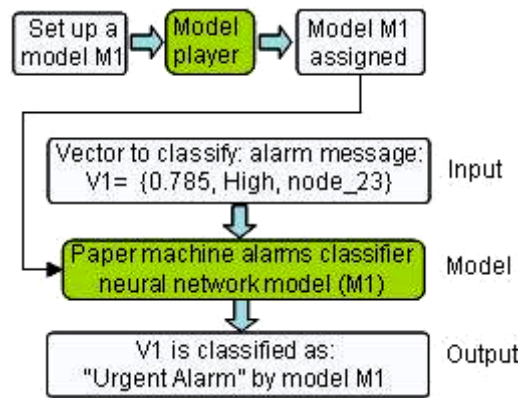 Set up a
model M1
Model
player
Model M1
assigned
Vector to classify: alarm message:
V1= {0.785, High, node_23}
Input
Paper machine alarms classifier
neural network model (M1)
Model
V1 is classified as:
"Urgent Alarm" by model M1
Output